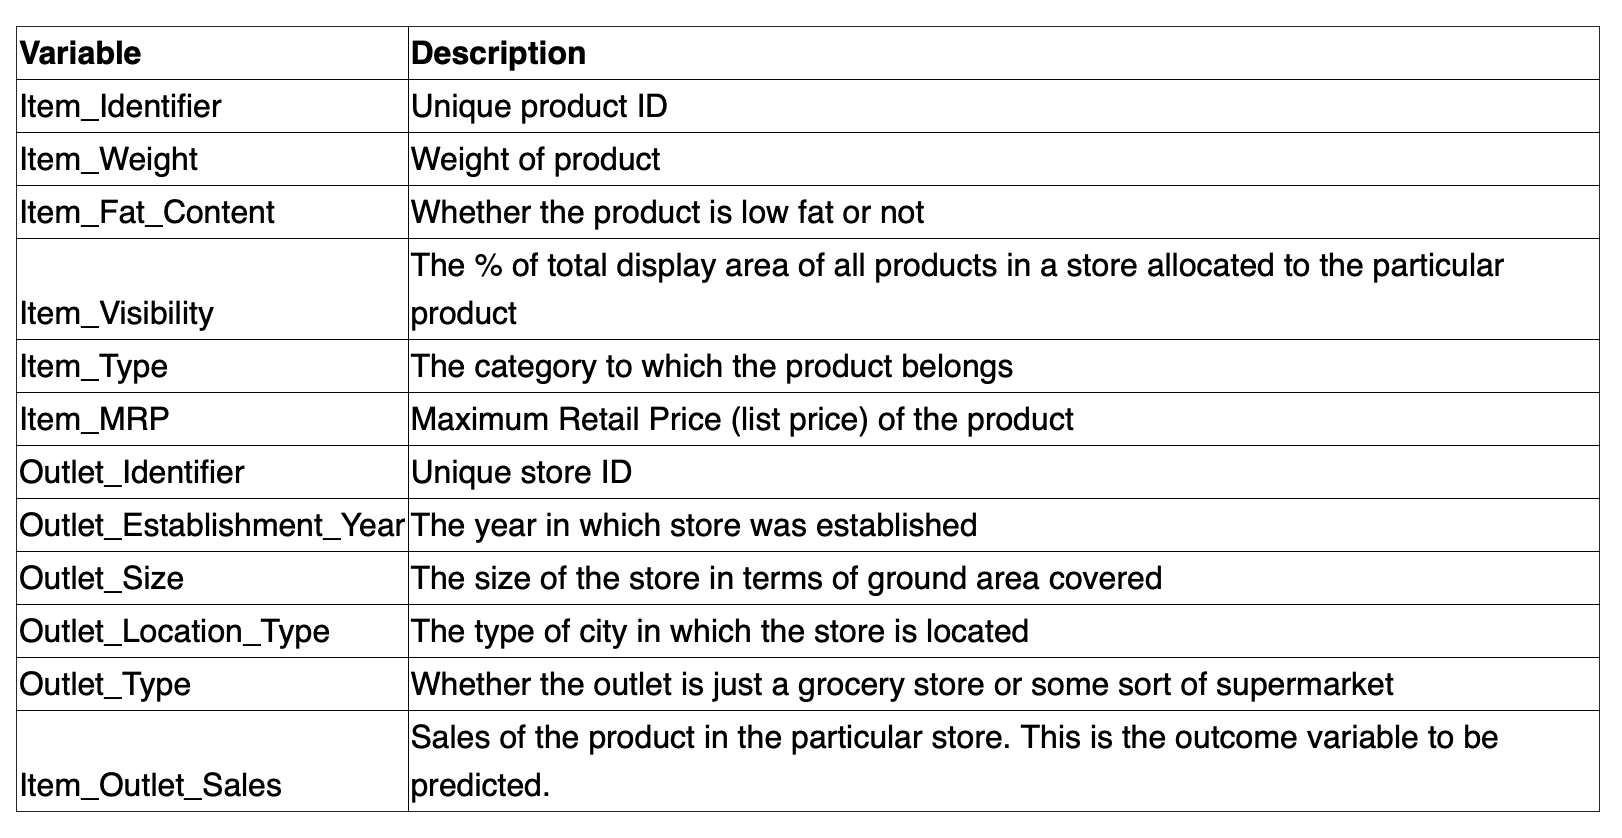 Variable Description
Item_Identifier Unique product ID
Item_Weight Weight of product
Item_Fat_Content Whether the product is low fat or not
The % of total display area of all products in a store allocated to the particular
Item_Visibility product
Item_Type The category to which the product belongs
Item_MRP Maximum Retail Price (list price) of the product
Outlet_Identifier Unique store ID
Outlet_Establishment_Year The year in which store was established
Outlet_Size The size of the store in terms of ground area covered
Outlet_Location_Type The type of city in which the store is located
Outlet_Type Whether the outlet is just a grocery store or some sort of supermarket
Sales of the product in the particular store. This is the outcome variable to be
Item_Outlet_Sales predicted.